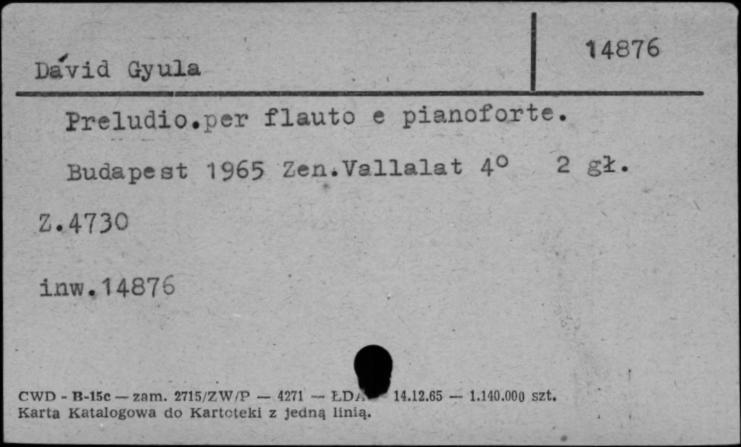 14876
Dávid Gyula
Preludio.per flauto e pianoforte.
Budapest 1965 Zen.Vallalat 4° 2 gł.
Z.4730
inw.14876
CWD - B-15c — zam. 2715/ZW/P — 4271 — 14.12.65 — 1.140.000 szt.
Karta Katalogowa do Kartoteki z jedną linią.